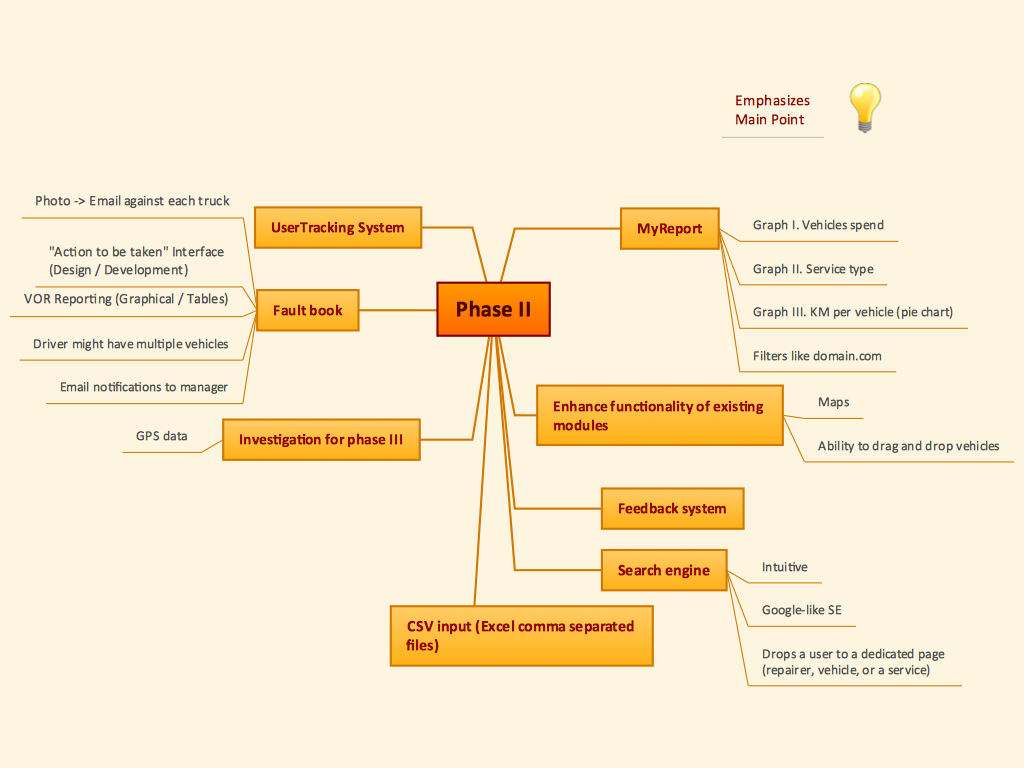 Emphasizes
Main Point
Phase II
UserTracking System
Fault book
Photo -> Email against each truck
"Action to be taken" Interface
(Design / Development)
VOR Reporting (Graphical / Tables)
Driver might have multiple vehicles
Email notifications to manager
Investigation for phase III
GPS data
MyReport
Graph I. Vehicles spend
Graph II. Service type
Graph III. KM per vehicle (pie chart)
Filters like domain.com
Enhance functionality of existing
modules
Maps
Ability to drag and drop vehicles
Feedback system
Search engine
Intuitive
Google-like SE
Drops a user to a dedicated page
(repairer, vehicle, or a service)
CSV input (Excel comma separated
files)